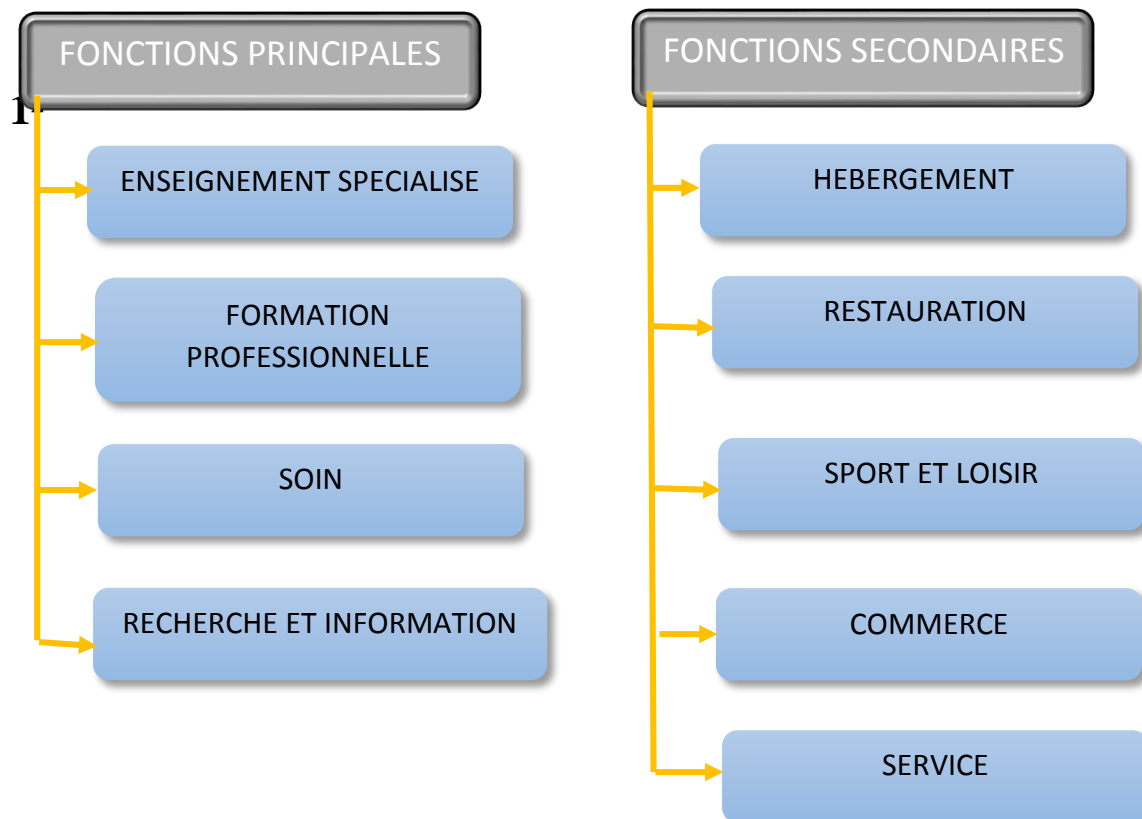 FONCTIONS PRINCIPALES
1-
ENSEIGNEMENT SPECIALISE
FORMATION
PROFESSIONNELLE
SOIN
RECHERCHE ET INFORMATION
FONCTIONS SECONDAIRES
HEBERGEMENT
RESTAURATION
SPORT ET LOISIR
COMMERCE
SERVICE